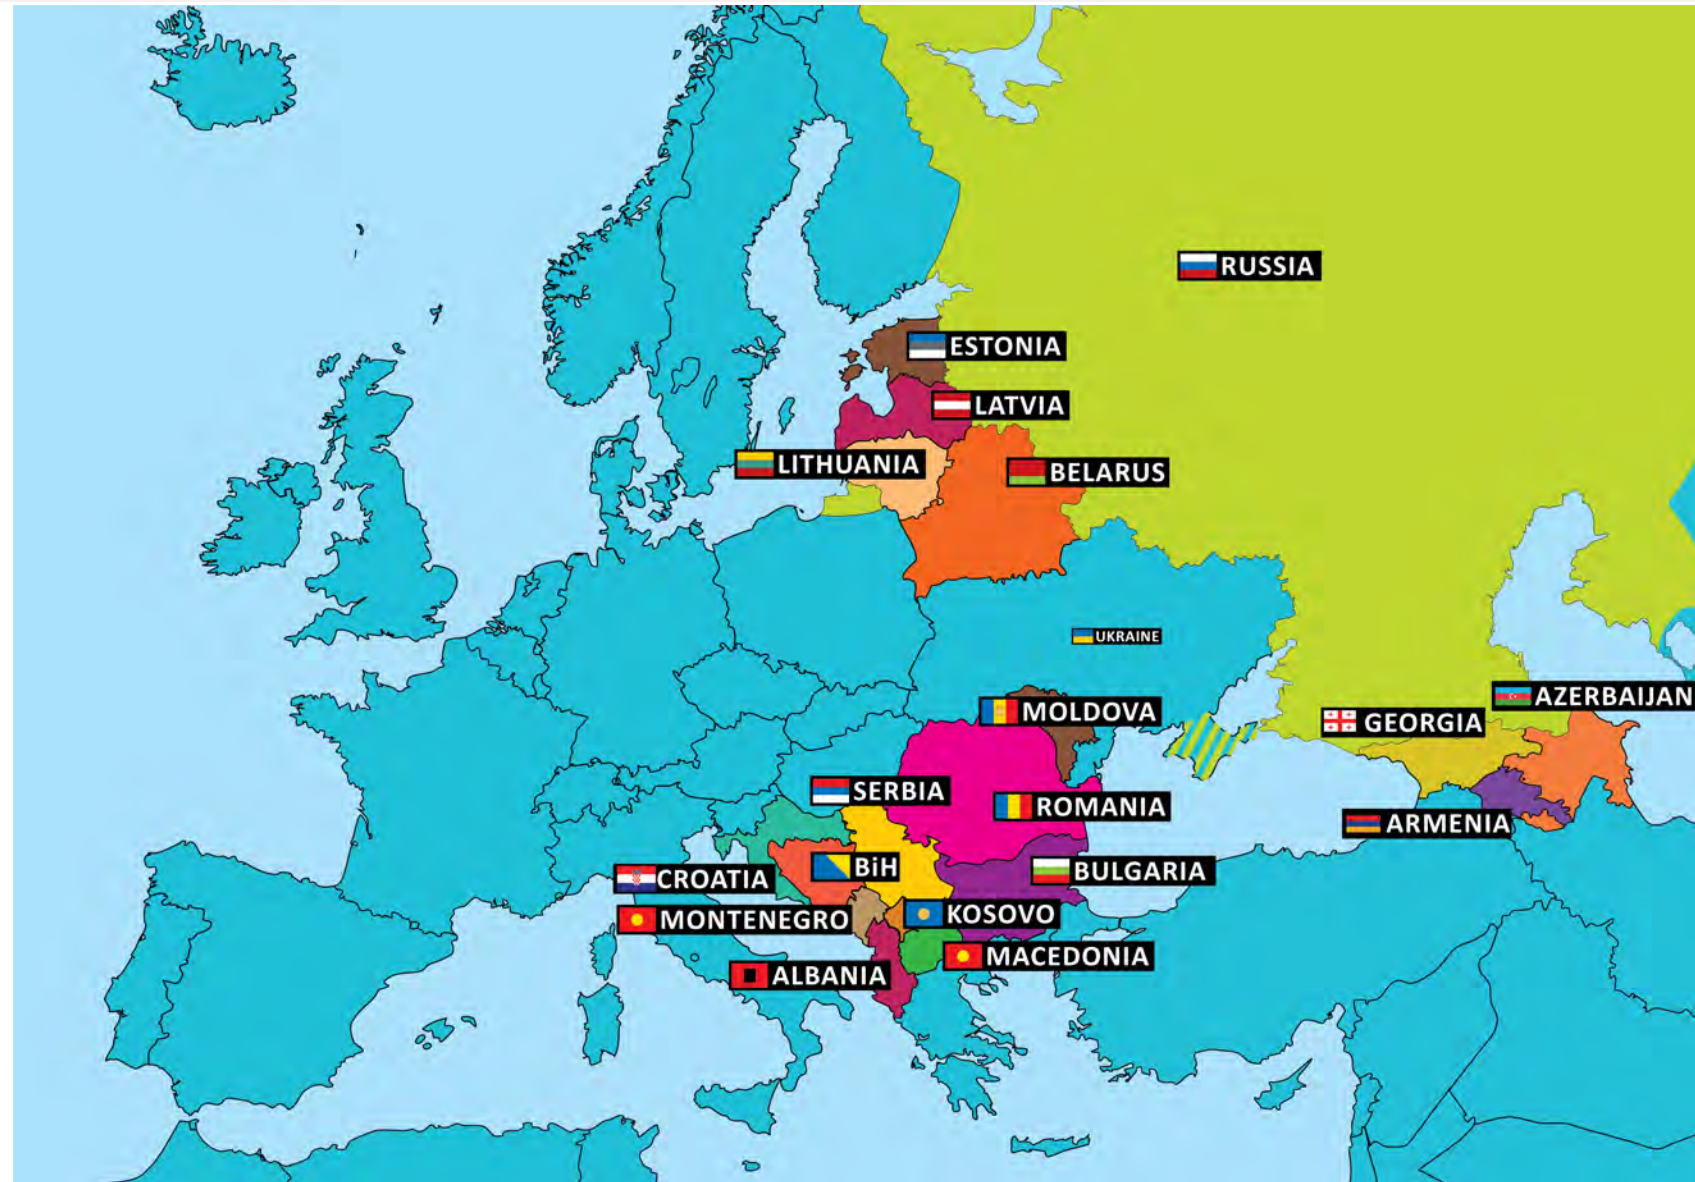 RUSSIA
ESTONIA
LATVIA
LITHUANIA
BELARUS
UKRAINE
AZERBAIJAN
MOLDOVA
GEORGIA
SERBIA
ROMANIA
ARMENIA
BiH
BULGARIA
CROATIA
KOSOVO
MONTENEGRO
MACEDONIA
ALBANIA